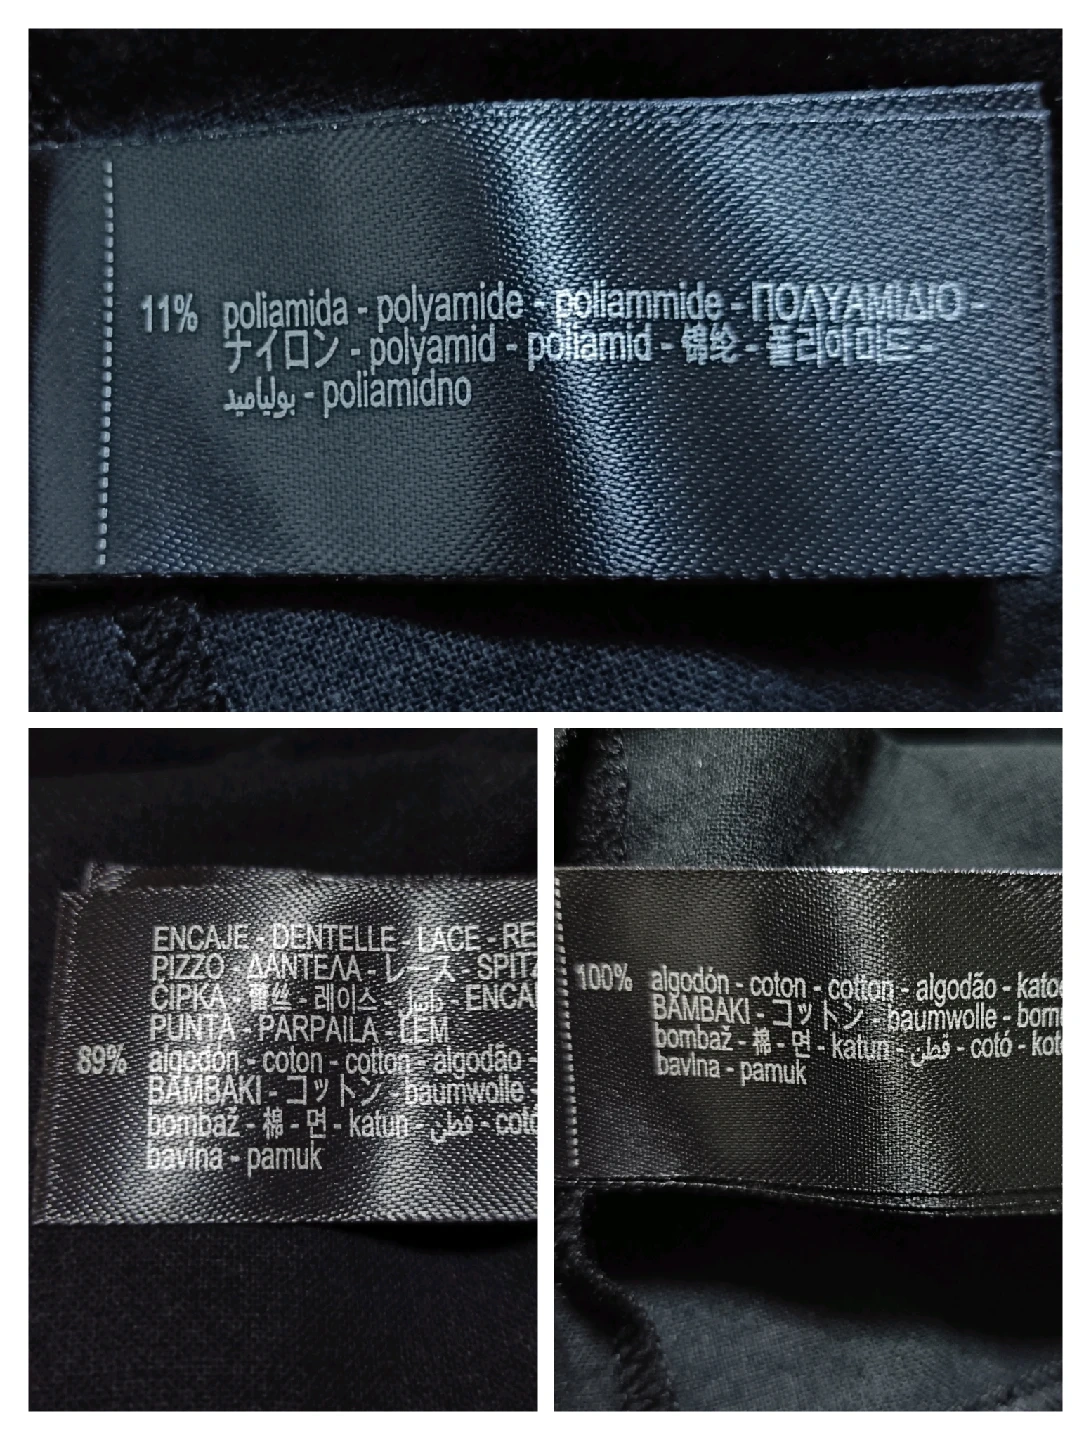 11% poliamida - polyamide - poliammide - ΠΟΛΥΑΜΙΔΙΟ -
ナイロン - polyamid - poliamid - 锦纶 - 폴리아미드 -
بولياميد - poliamidno
ENCAJE - DENTELLE - LACE - RE
PIZZO - ΔΑΝΤΕΛΑ - レース - SPITZ
ČIPKA - 蕾丝 - 레이스 - - ENCA
PUNTA - PARPAILA - LEM
89% algodón - coton - cotton - algodão -
BAMBAKI - コットン - baumwolle -
bombaž - 棉 - 면 - katun - قطن - cotó
bavlna - pamuk
100% algodón - coton - cotton - algodão - katoe
BAMBAKI - コットン - baumwolle - bom
bombaž - 棉 - 면 - katun - قطن - cotó - kot
bavlna - pamuk